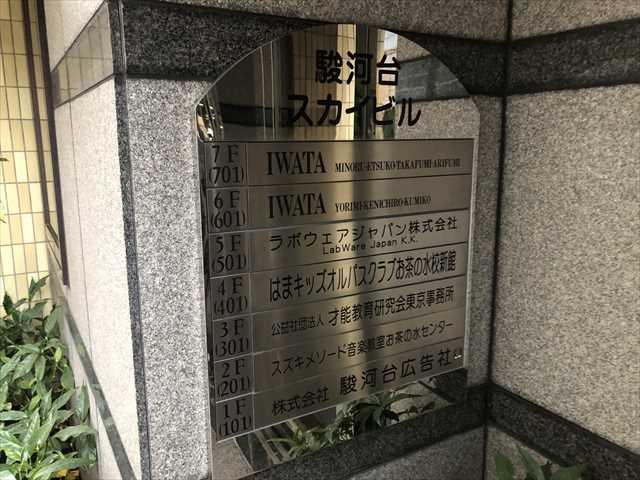 駿河台
スカイビル
7F
(701)
IWATA MINORU·ETSUKO·TAKAFUMI·AKIFUMI
6F
(601)
IWATA YORIMI·KENICHIRO·KUMIKO
5F
(501)
ラボウェアジャパン株式会社
LabWare Japan K.K.
4F
(401)
はまキッズオルパスクラブお茶の水校新館
3F
(301)
公益社団法人 才能教育研究会東京事務所
2F
(201)
スズキメソード音楽教室お茶の水センター
1F
(101)
株式会社 駿河台広告社